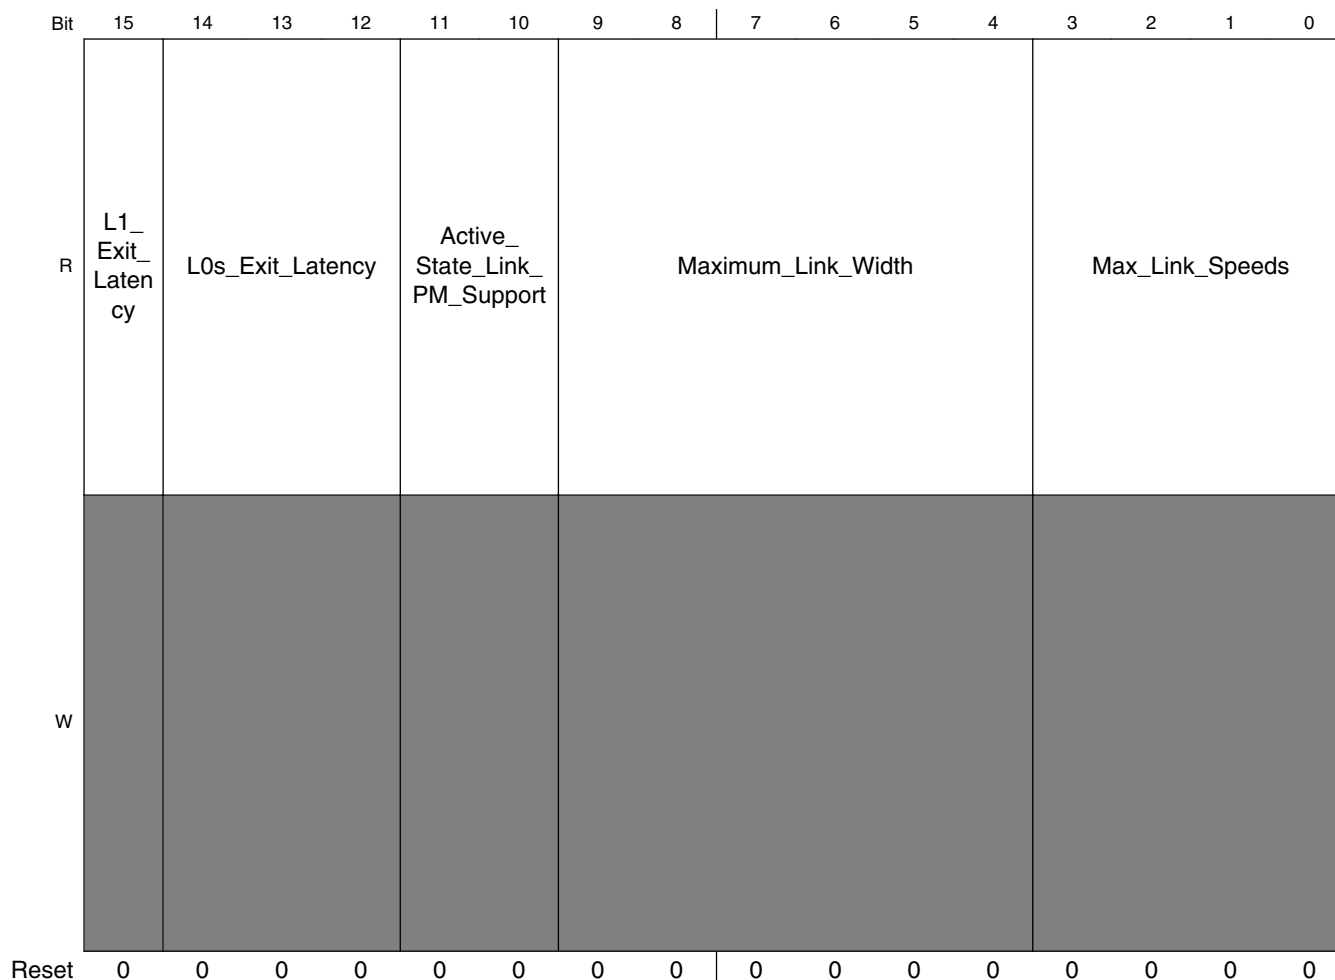 Bit 15 14 13 12 11 10 9 8 7 6 5 4 3 2 1 0
R
L1_
Exit_
Laten
cy
L0s_Exit_Latency
Active_
State_Link_
PM_Support
Maximum_Link_Width
Max_Link_Speeds
W
Reset 0 0 0 0 0 0 0 0 0 0 0 0 0 0 0 0